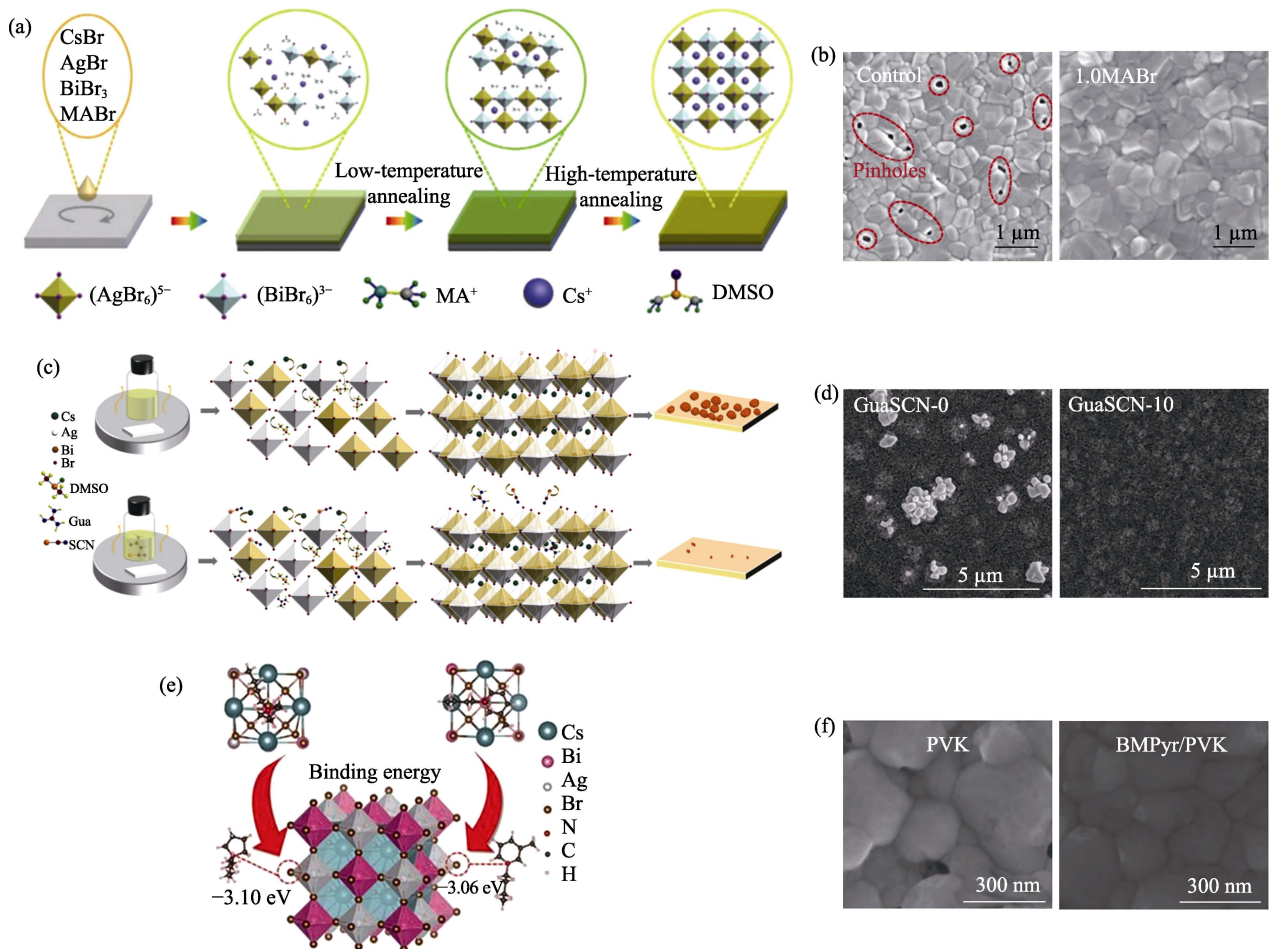 (a)
CsBr
AgBr
BiBr₃
MABr
Low-temperature
annealing
High-temperature
annealing
(AgBr₆)⁵⁻
(BiBr₆)³⁻
MA⁺
Cs⁺
DMSO
(b)
Control
Pinholes
1 µm
1.0MABr
1 µm
(c)
Cs
Ag
Bi
Br
DMSO
Gua
SCN
(d)
GuaSCN-0
5 µm
GuaSCN-10
5 µm
(e)
Binding energy
−3.10 eV
−3.06 eV
Cs
Bi
Ag
Br
N
C
H
(f)
PVK
300 nm
BMPyr/PVK
300 nm